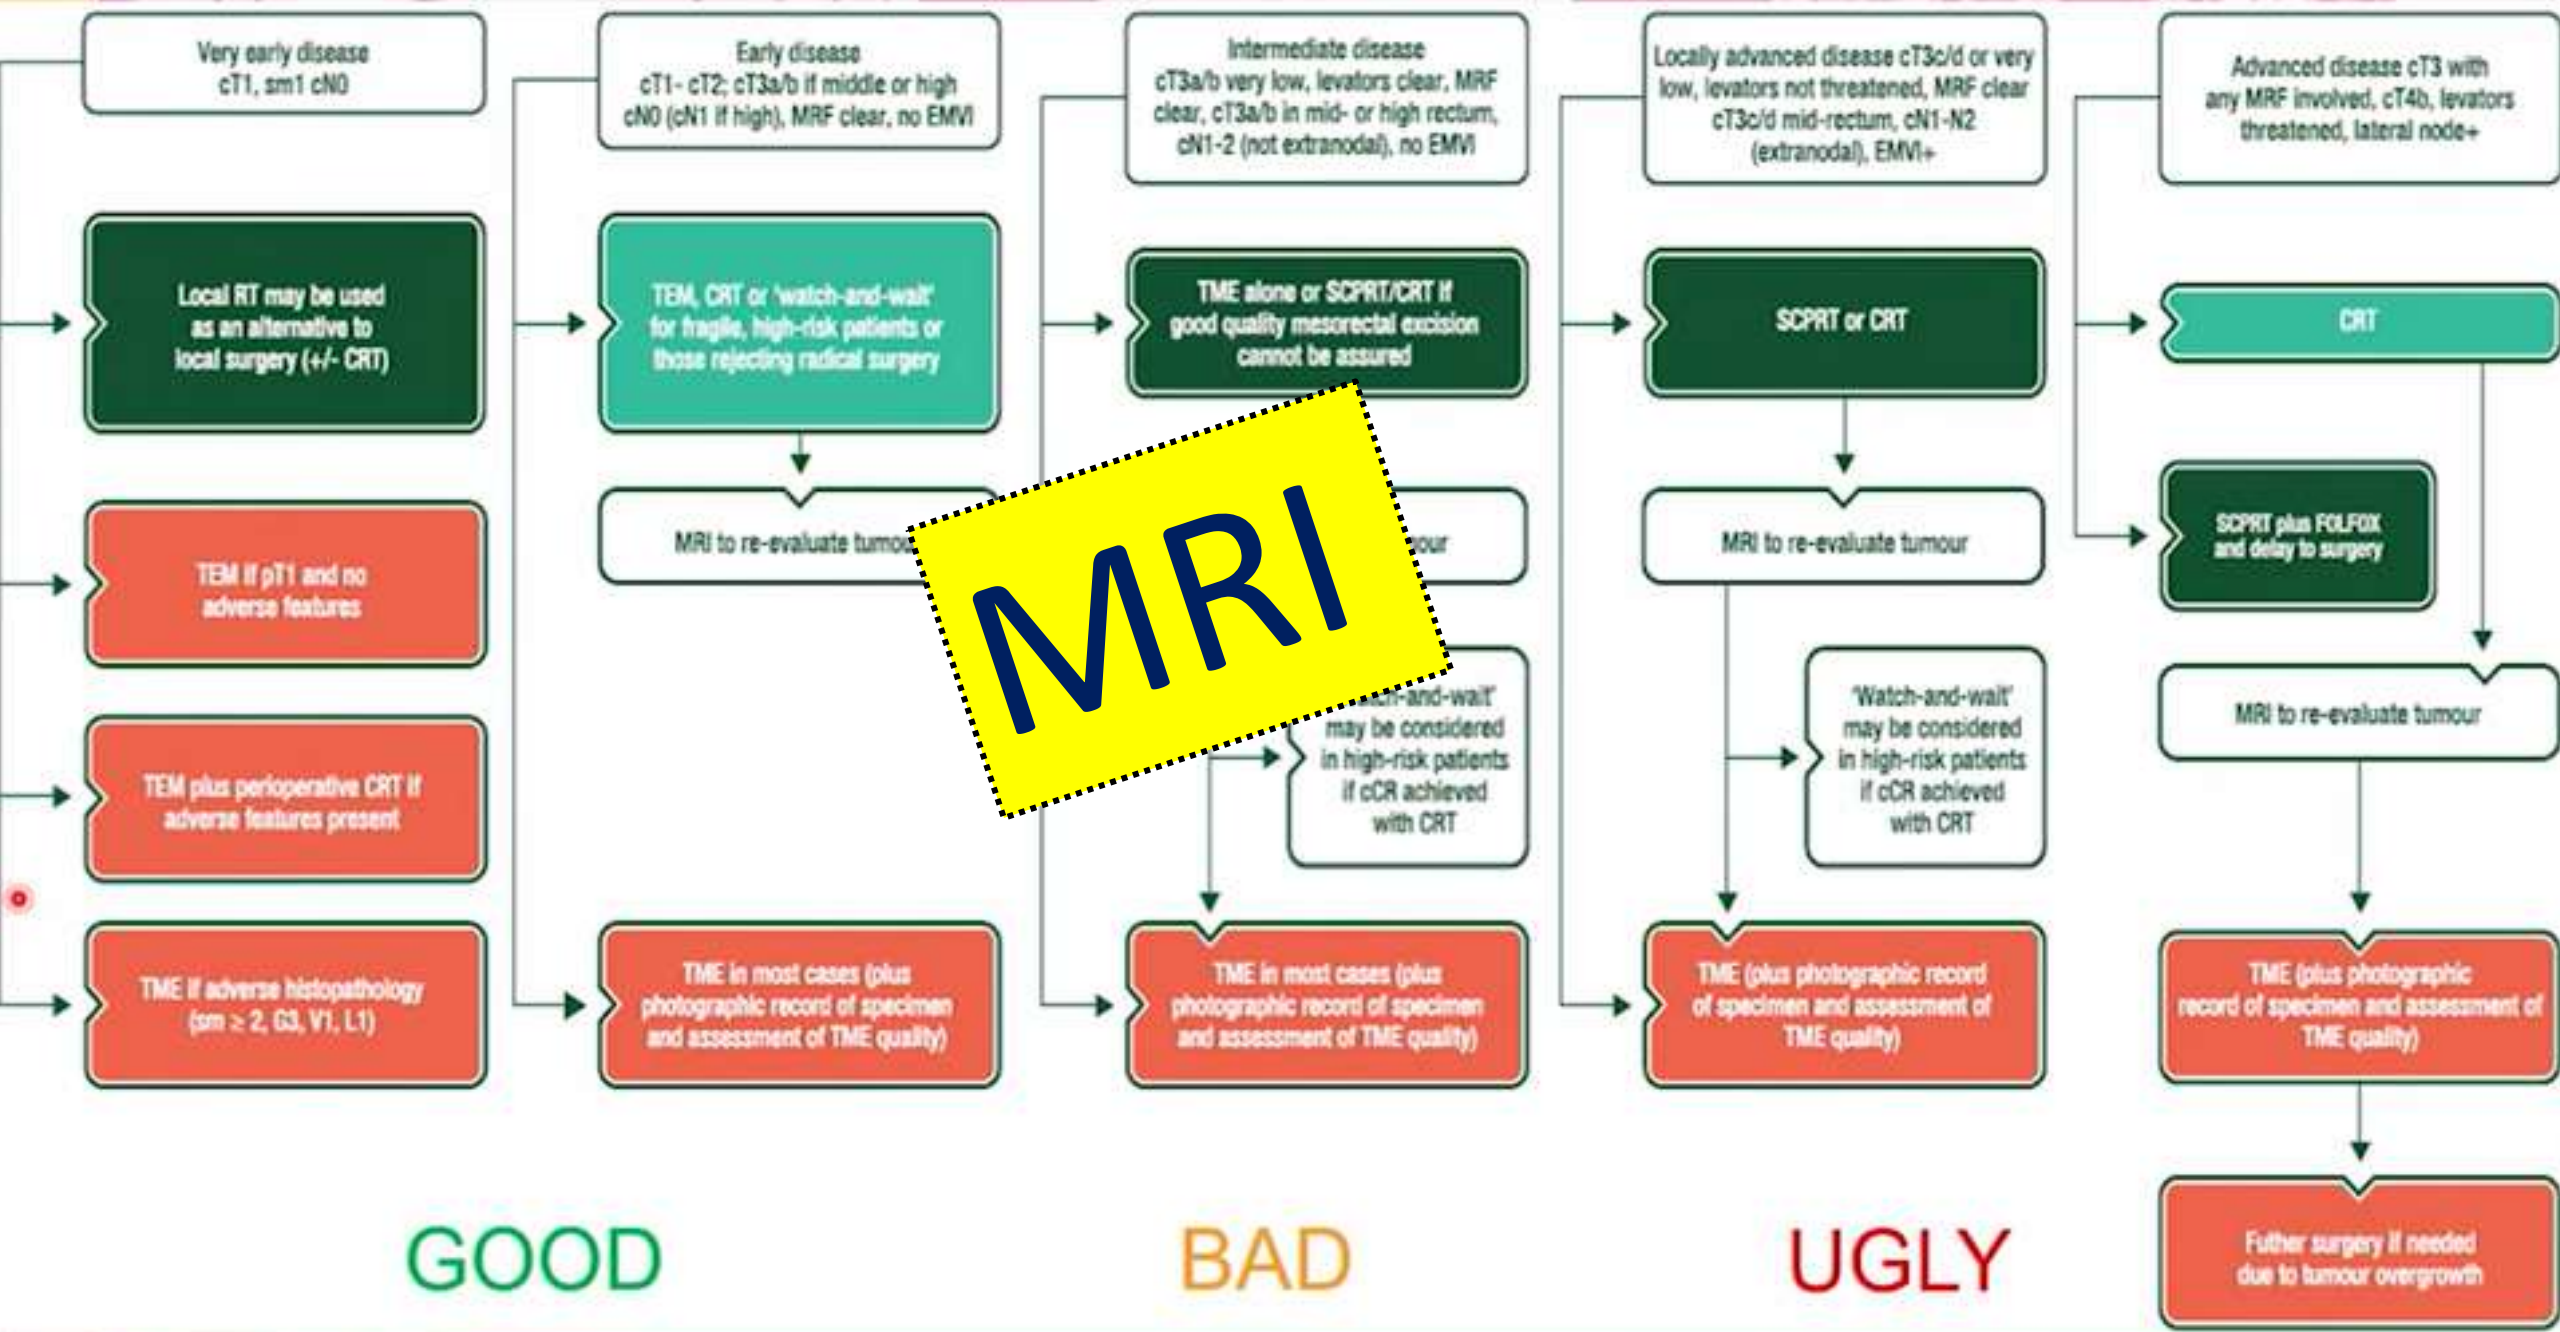 Very early disease
cT1, sm1 cN0
Local RT may be used
as an alternative to
local surgery (+/- CRT)
TEM if pT1 and no
adverse features
TEM plus perioperative CRT if
adverse features present
TME if adverse histopathology
(sm ≥ 2, G3, V1, L1)
Early disease
cT1- cT2; cT3a/b if middle or high
cN0 (cN1 if high), MRF clear, no EMVI
TEM, CRT or 'watch-and-wait'
for fragile, high-risk patients or
those rejecting radical surgery
MRI to re-evaluate
TME in most cases (plus
photographic record of specimen
and assessment of TME quality)
Intermediate disease
cT3a/b very low, levators clear, MRF
clear, cT3a/b in mid- or high rectum,
cN1-2 (not extranodal), no EMVI
TME alone or SCPRT/CRT if
good quality mesorectal excision
cannot be assured
MRI
may be considered
in high-risk patients
if cCR achieved
with CRT
TME in most cases (plus
photographic record of specimen
and assessment of TME quality)
Locally advanced disease cT3c/d or very
low, levators not threatened, MRF clear
cT3c/d mid-rectum, cN1-N2
(extranodal), EMVI+
SCPRT or CRT
MRI to re-evaluate tumour
'Watch-and-wait'
may be considered
in high-risk patients
if cCR achieved
with CRT
TME (plus photographic record
of specimen and assessment of
TME quality)
Advanced disease cT3 with
any MRF involved, cT4b, levators
threatened, lateral node+
CRT
SCPRT plus FOLFOX
and delay to surgery
MRI to re-evaluate tumour
TME (plus photographic
record of specimen and assessment of
TME quality)
Futher surgery if needed
due to tumour overgrowth
GOOD
BAD
UGLY